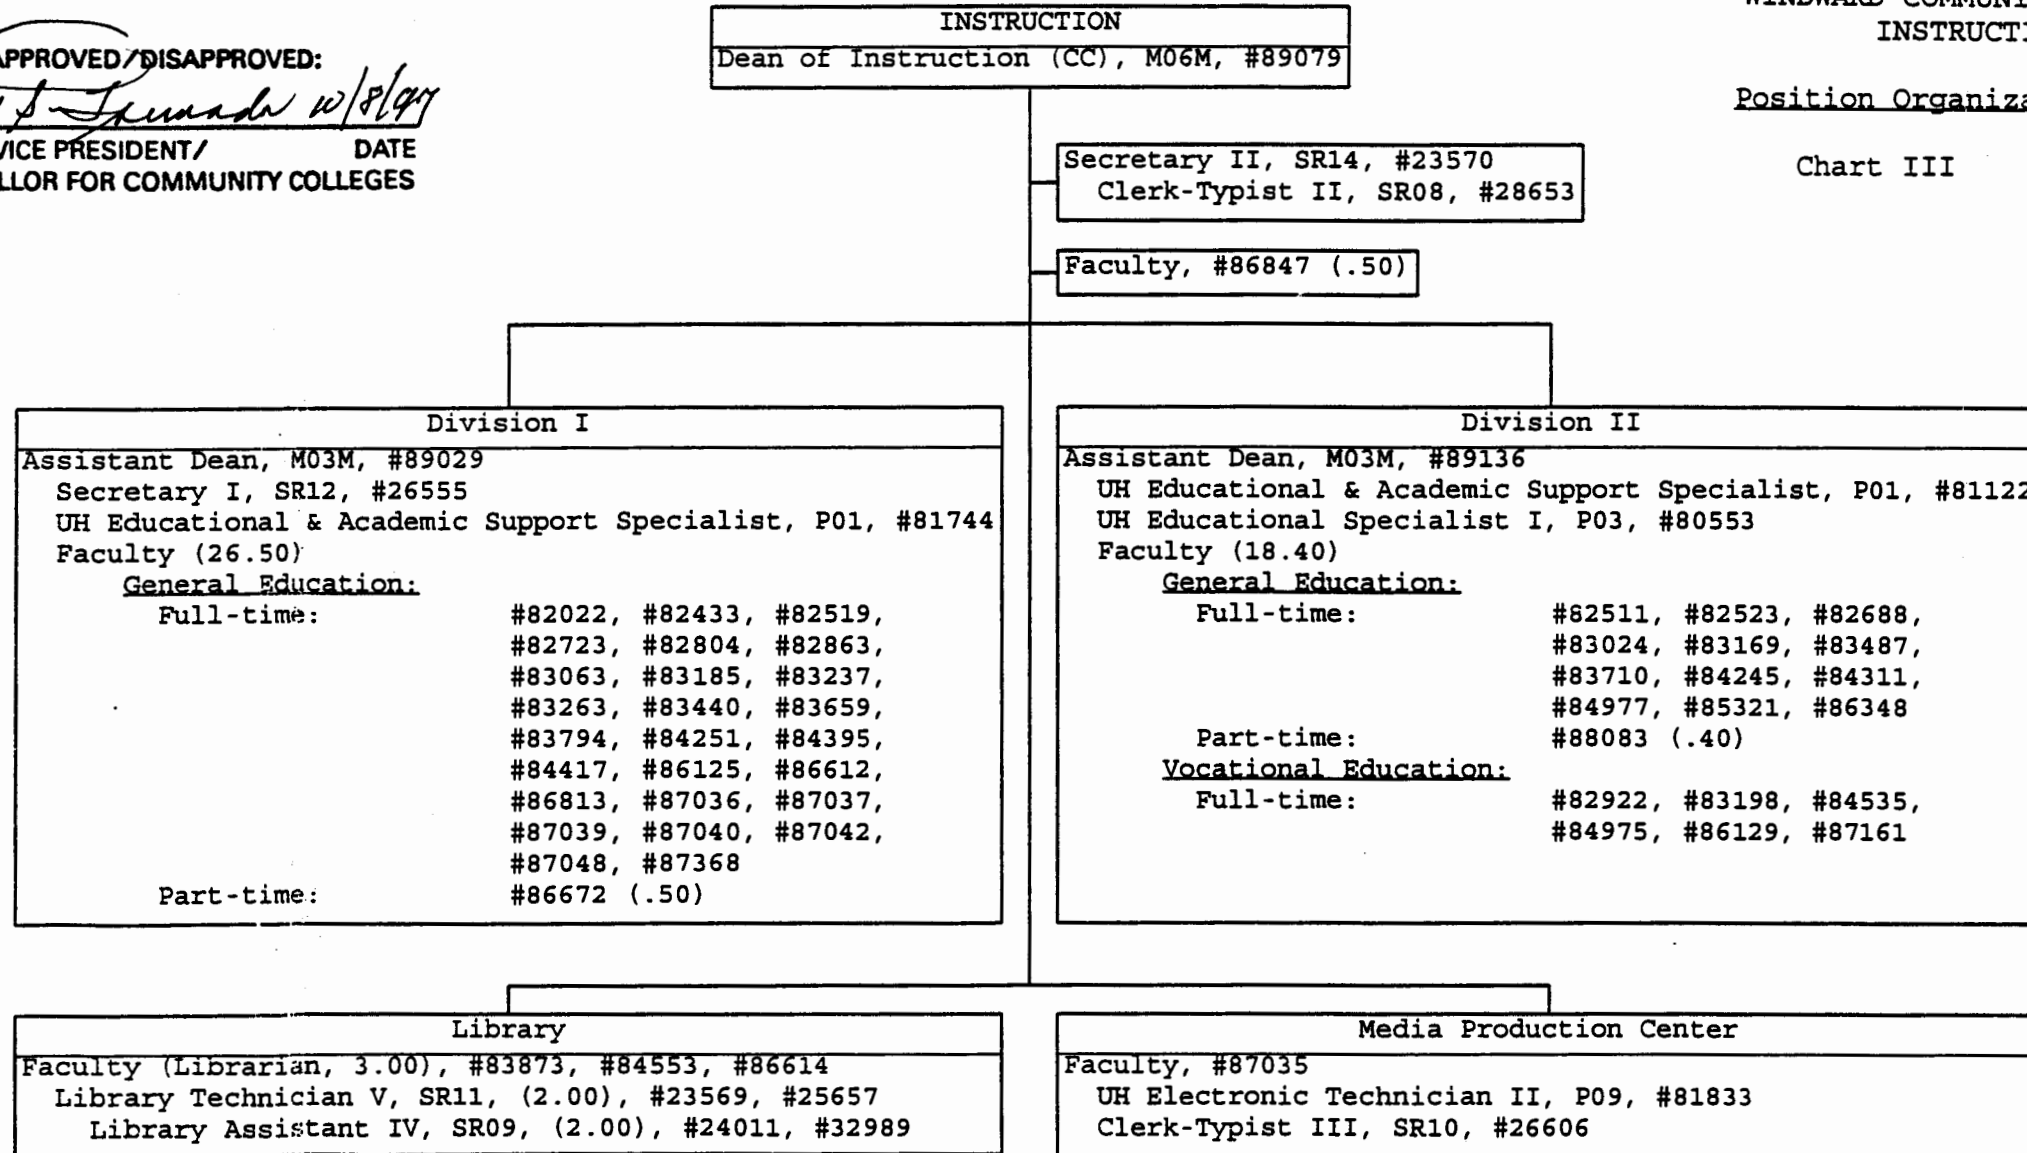 APPROVED/DISAPPROVED:
10/8/97
VICE PRESIDENT/ DATE
LLOR FOR COMMUNITY COLLEGES
INSTRUCTION
Dean of Instruction (CC), M06M, #89079
WINDWARD COMMUNI
INSTRUCTI
Position Organiza
Chart III
Secretary II, SR14, #23570
Clerk-Typist II, SR08, #28653
Faculty, #86847 (.50)
Division I
Assistant Dean, M03M, #89029
Secretary I, SR12, #26555
UH Educational & Academic Support Specialist, P01, #81744
Faculty (26.50)
General Education:
Full-time: #82022, #82433, #82519,
#82723, #82804, #82863,
#83063, #83185, #83237,
#83263, #83440, #83659,
#83794, #84251, #84395,
#84417, #86125, #86612,
#86813, #87036, #87037,
#87039, #87040, #87042,
#87048, #87368
Part-time: #86672 (.50)
Division II
Assistant Dean, M03M, #89136
UH Educational & Academic Support Specialist, P01, #81122
UH Educational Specialist I, P03, #80553
Faculty (18.40)
General Education:
Full-time: #82511, #82523, #82688,
#83024, #83169, #83487,
#83710, #84245, #84311,
#84977, #85321, #86348
Part-time: #88083 (.40)
Vocational Education:
Full-time: #82922, #83198, #84535,
#84975, #86129, #87161
Library
Faculty (Librarian, 3.00), #83873, #84553, #86614
Library Technician V, SR11, (2.00), #23569, #25657
Library Assistant IV, SR09, (2.00), #24011, #32989
Media Production Center
Faculty, #87035
UH Electronic Technician II, P09, #81833
Clerk-Typist III, SR10, #26606